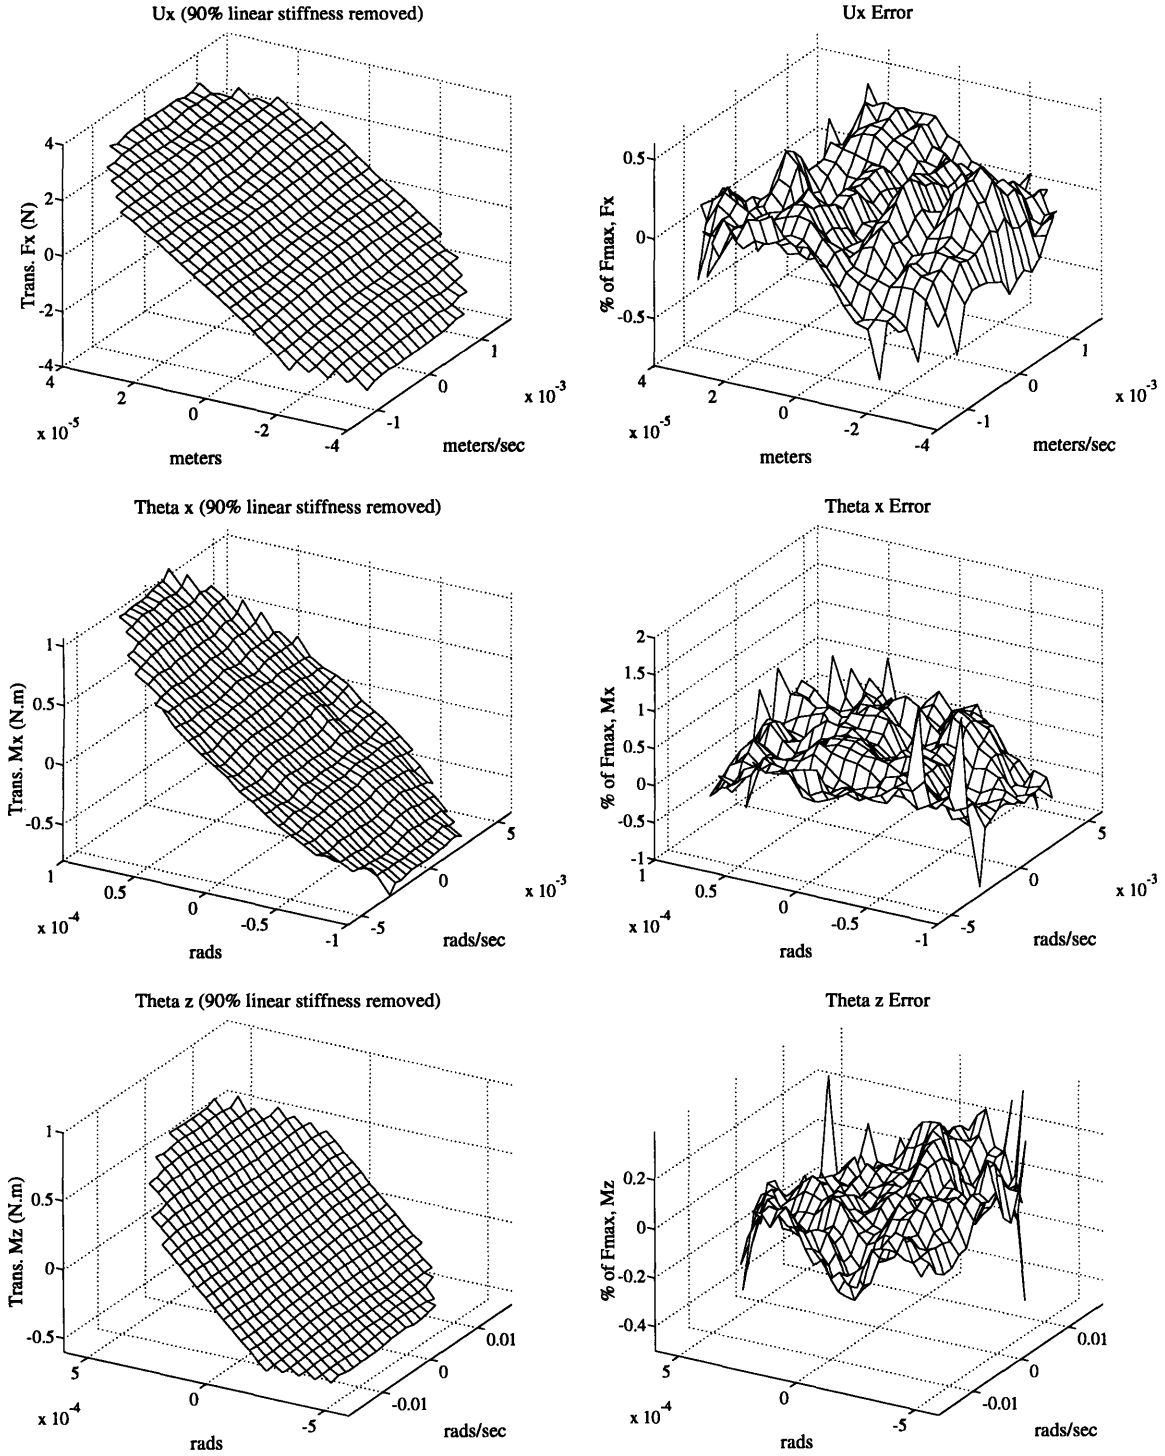 Ux (90% linear stiffness removed)
Trans. Fx (N)
4
2
0
-2
-4
4
2
0
-2
-4
x 10^-5
meters
-1
0
1
x 10^-3
meters/sec
Ux Error
% of Fmax, Fx
0.5
0
-0.5
4
2
0
-2
-4
x 10^-5
meters
-1
0
1
x 10^-3
meters/sec
Theta x (90% linear stiffness removed)
Trans. Mx (N.m)
1
0.5
0
-0.5
1
0.5
0
-0.5
-1
x 10^-4
rads
-5
0
5
x 10^-3
rads/sec
Theta x Error
% of Fmax, Mx
2
1.5
1
0.5
0
-0.5
-1
1
0.5
0
-0.5
-1
x 10^-4
rads
-5
0
5
x 10^-3
rads/sec
Theta z (90% linear stiffness removed)
Trans. Mz (N.m)
1
0.5
0
-0.5
5
0
-5
x 10^-4
rads
-0.01
0
0.01
rads/sec
Theta z Error
% of Fmax, Mz
0.2
0
-0.2
-0.4
5
0
-5
x 10^-4
rads
-0.01
0
0.01
rads/sec